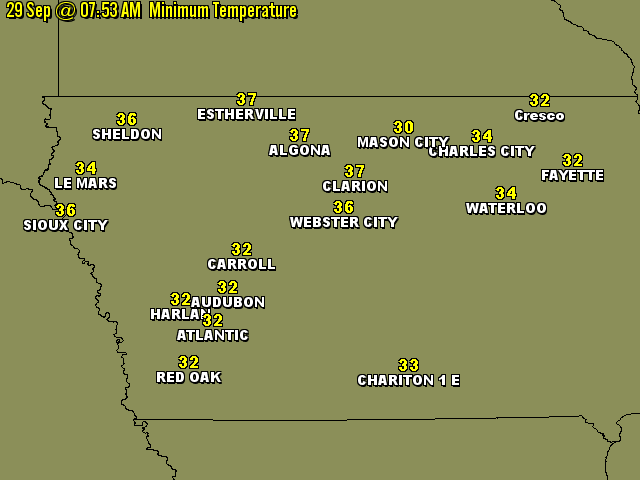 29 Sep @ 07:53 AM Minimum Temperature
37
ESTHERVILLE
32
Cresco
36
SHELDON
30
MASON CITY
37
ALGONA
34
CHARLES CITY
32
FAYETTE
34
LE MARS
37
CLARION
34
WATERLOO
36
SIOUX CITY
36
WEBSTER CITY
32
CARROLL
32
AUDUBON
32
HARLAN
32
ATLANTIC
32
RED OAK
33
CHARITON 1 E